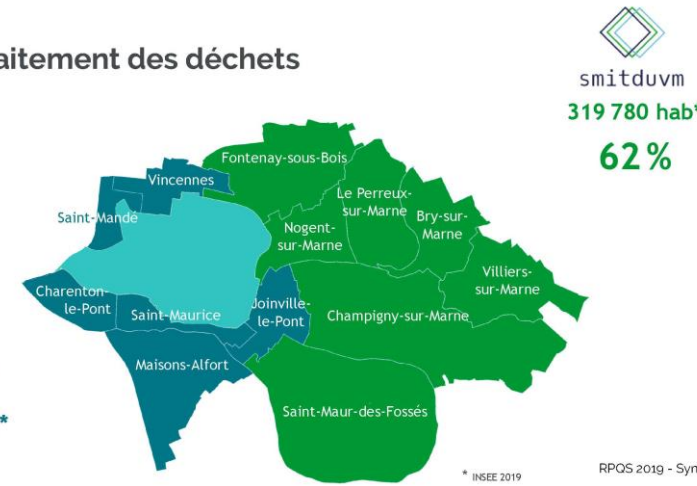 aitement des déchets
smitduvm
319 780 hab*
62 %
Fontenay-sous-Bois
Vincennes
Le Perreux-
sur-Marne
Bry-sur-
Marne
Saint-Mandé
Nogent-
sur-Marne
Villiers-
sur-Marne
Charenton-
le-Pont
Saint-Maurice
Joinville-
le-Pont
Champigny-sur-Marne
Maisons-Alfort
Saint-Maur-des-Fossés
*
* INSEE 2019
RPQS 2019 - Syn